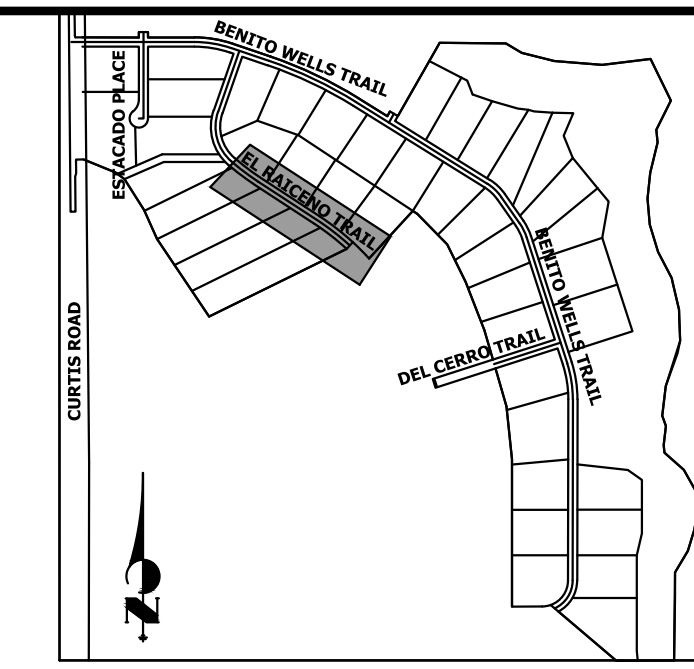 BENITO WELLS TRAIL
ESTACADO PLACE
EL RAICENO TRAIL
BENITO WELLS TRAIL
CURTIS ROAD
DEL CERRO TRAIL
N